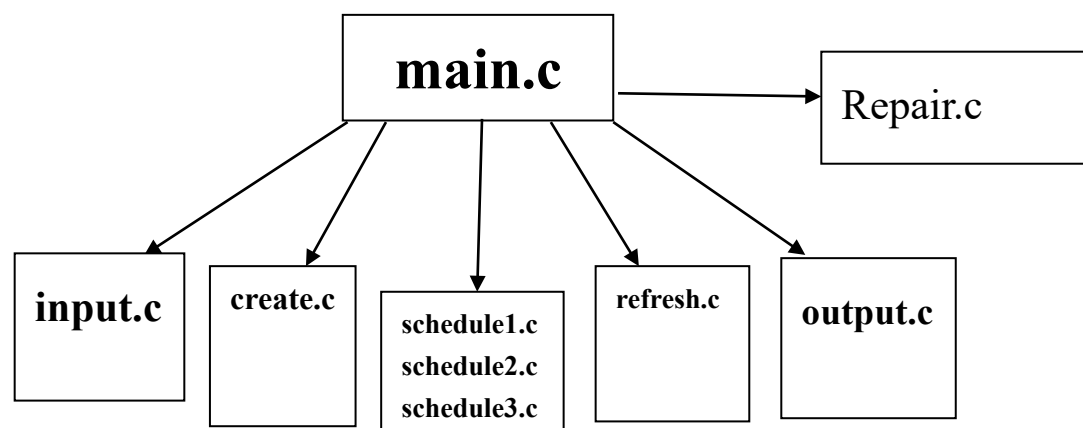 main.c
Repair.c
input.c
create.c
schedule1.c
schedule2.c
schedule3.c
refresh.c
output.c